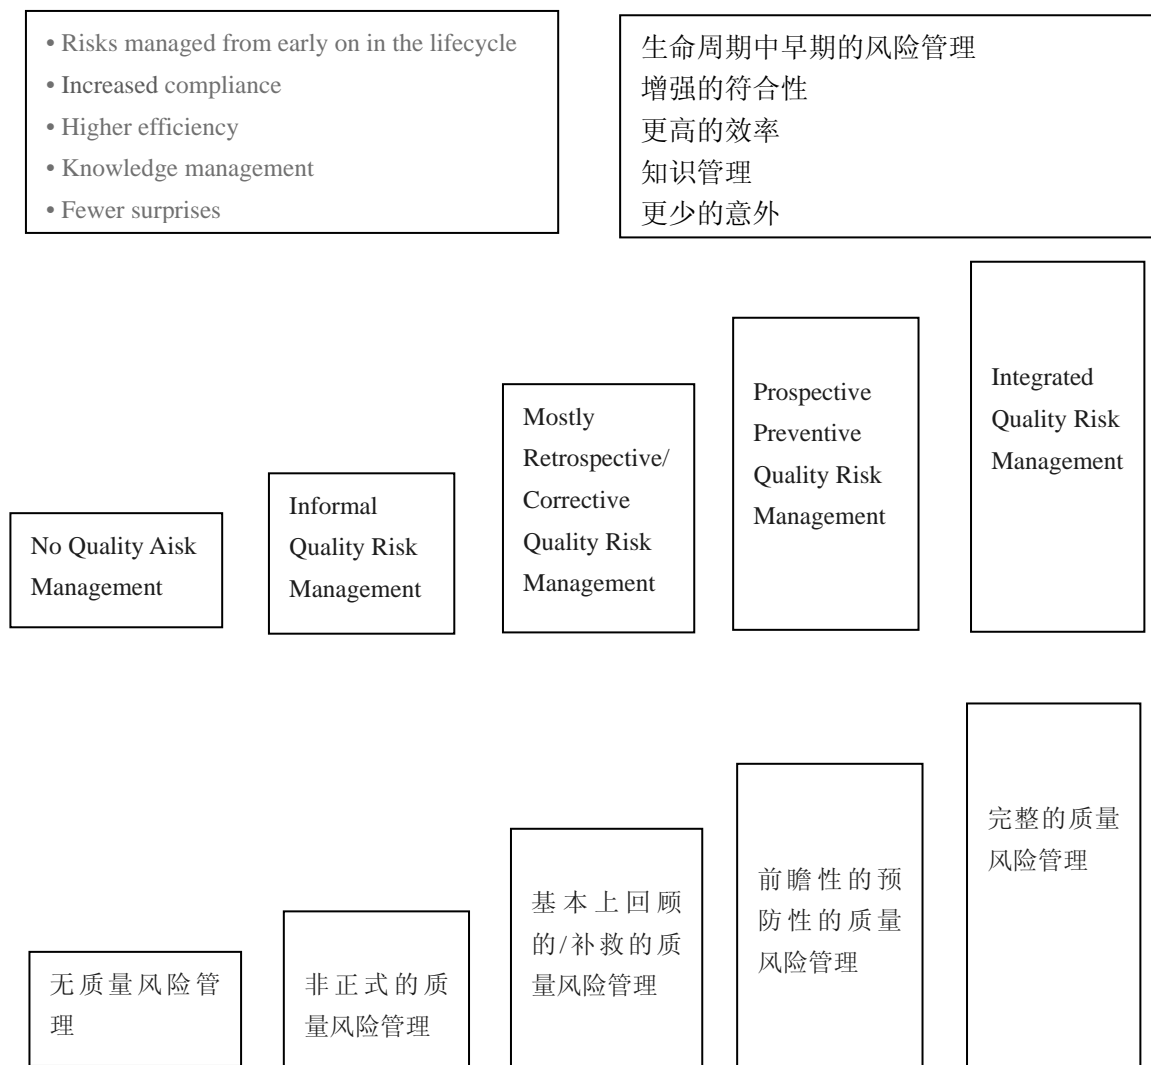 • Risks managed from early on in the lifecycle
• Increased compliance
• Higher efficiency
• Knowledge management
• Fewer surprises
生命周期中早期的风险管理
增强的符合性
更高的效率
知识管理
更少的意外
No Quality Aisk
Management
Informal
Quality Risk
Management
Mostly
Retrospective/
Corrective
Quality Risk
Management
Prospective
Preventive
Quality Risk
Management
Integrated
Quality Risk
Management
无质量风险管
理
非正式的质
量风险管理
基本上回顾
的/补救的质
量风险管理
前瞻性的预
防性的质量
风险管理
完整的质量
风险管理